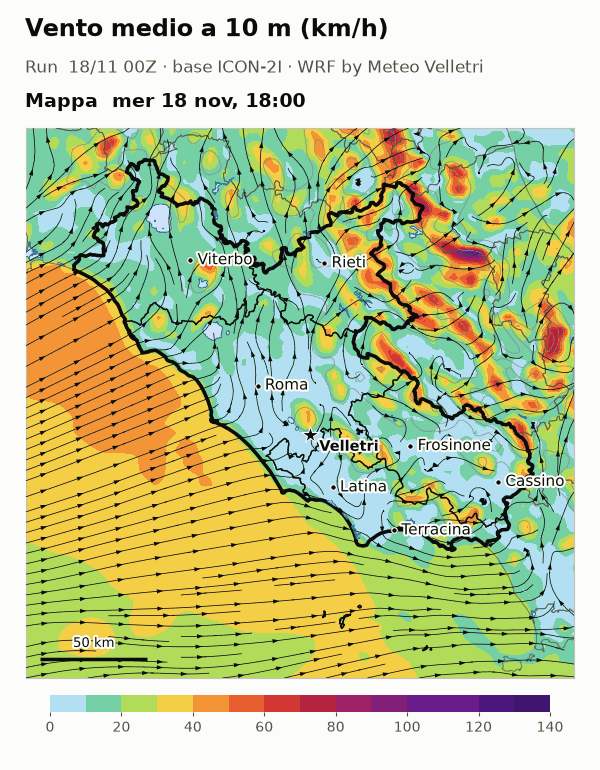 Vento medio a 10 m (km/h)
Run  18/11 00Z · base ICON-2I · WRF by Meteo Velletri
Mappa  mer 18 nov, 18:00
Viterbo
Rieti
Roma
Velletri
Frosinone
Latina
Cassino
Terracina
50 km
0 20 40 60 80 100 120 140